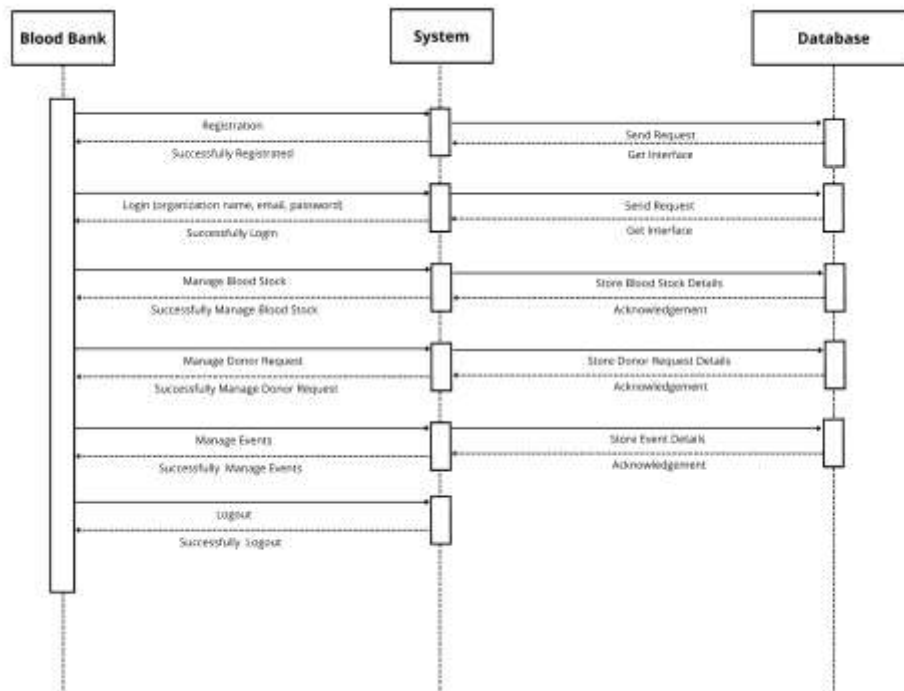 Blood Bank
System
Database
Registration
Send Request
Successfully Registrated
Get Interface
Login (organization name, email, password)
Send Request
Successfully Login
Get Interface
Manage Blood Stock
Store Blood Stock Details
Successfully Manage Blood Stock
Acknowledgement
Manage Donor Request
Store Donor Request Details
Successfully Manage Donor Request
Acknowledgement
Manage Events
Store Event Details
Successfully Manage Events
Acknowledgement
Logout
Successfully Logout